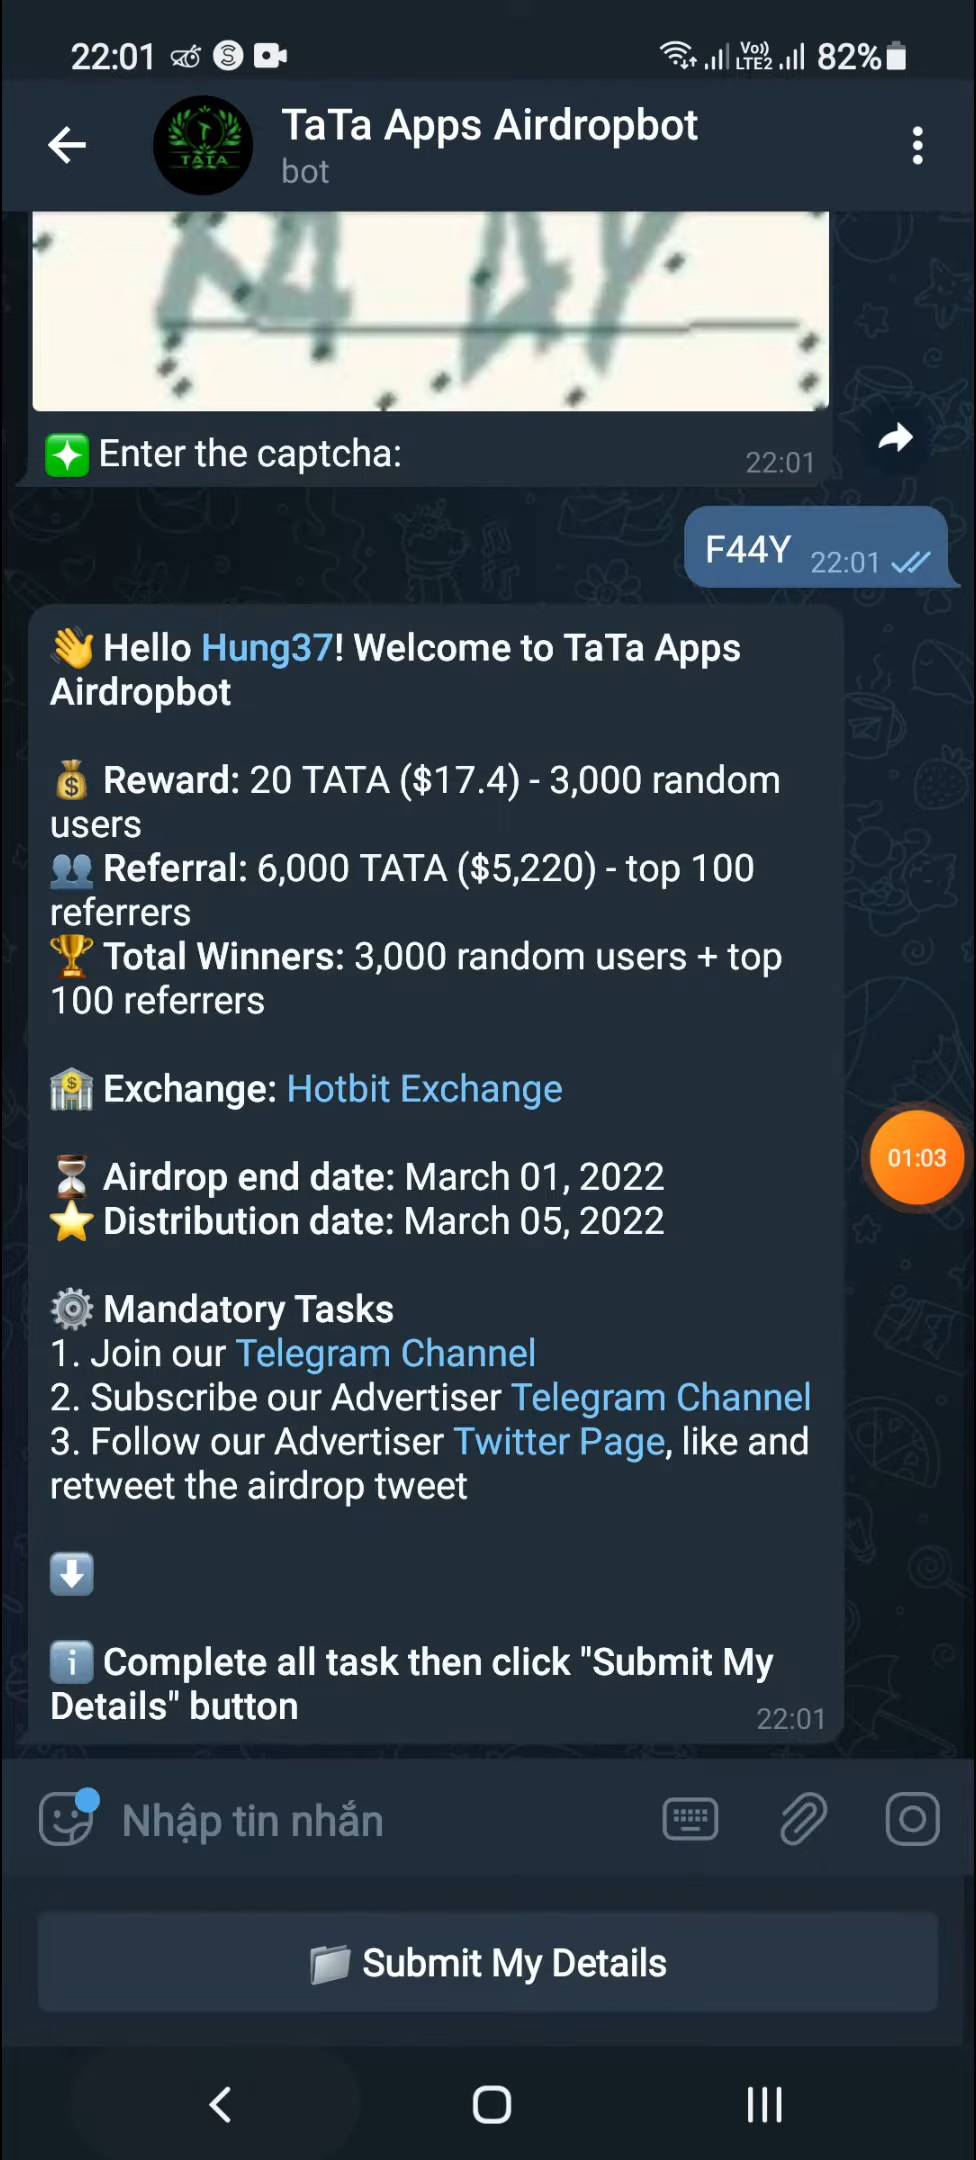 22:01 Vo)) LTE2 82%
TaTa Apps Airdropbot
TATA
bot
Enter the captcha:
22:01
F44Y 22:01
👋 Hello Hung37! Welcome to TaTa Apps
Airdropbot
💰 Reward: 20 TATA ($17.4) - 3,000 random
users
👥 Referral: 6,000 TATA ($5,220) - top 100
referrers
🏆 Total Winners: 3,000 random users + top
100 referrers
🏦 Exchange: Hotbit Exchange
01:03
⏳ Airdrop end date: March 01, 2022
⭐ Distribution date: March 05, 2022
⚙️ Mandatory Tasks
1. Join our Telegram Channel
2. Subscribe our Advertiser Telegram Channel
3. Follow our Advertiser Twitter Page, like and
retweet the airdrop tweet
⬇️
ℹ️ Complete all task then click "Submit My
Details" button
22:01
Nhập tin nhắn
📁 Submit My Details